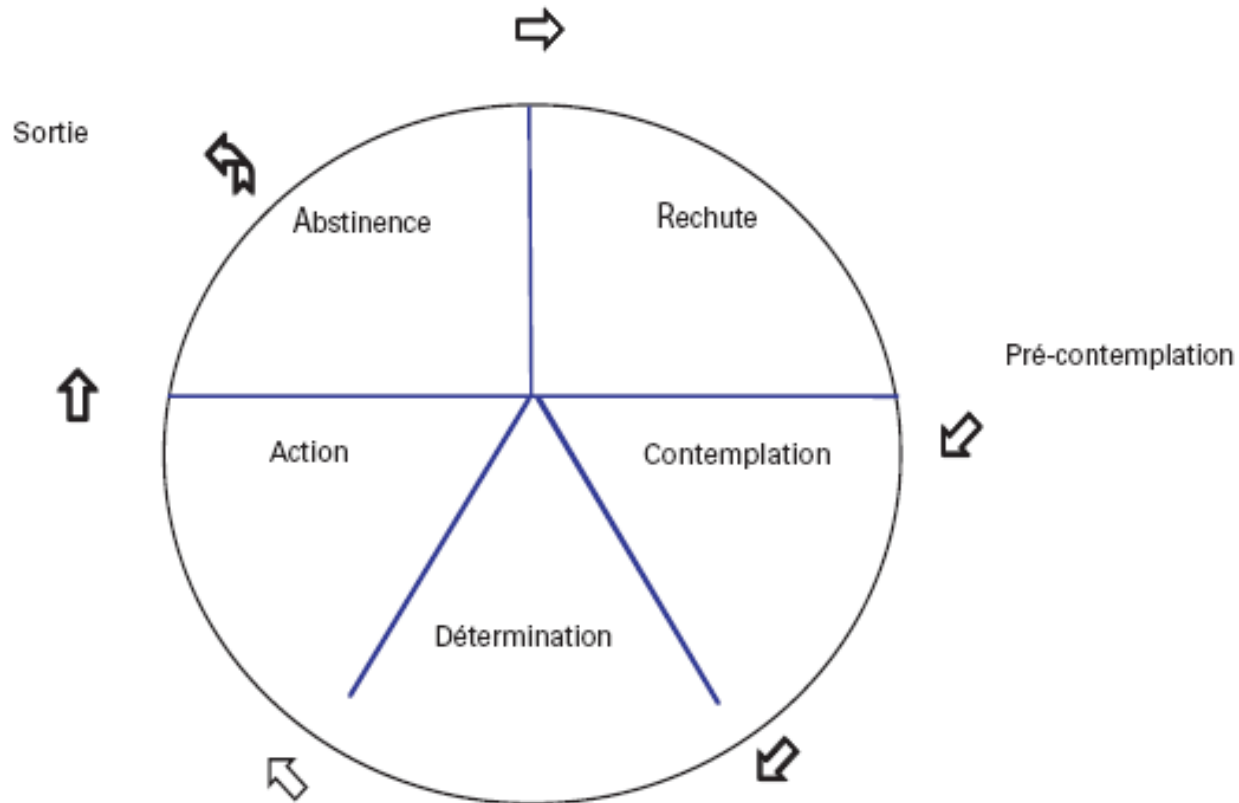 Sortie
Abstinence
Rechute
Pré-contemplation
Action
Contemplation
Détermination